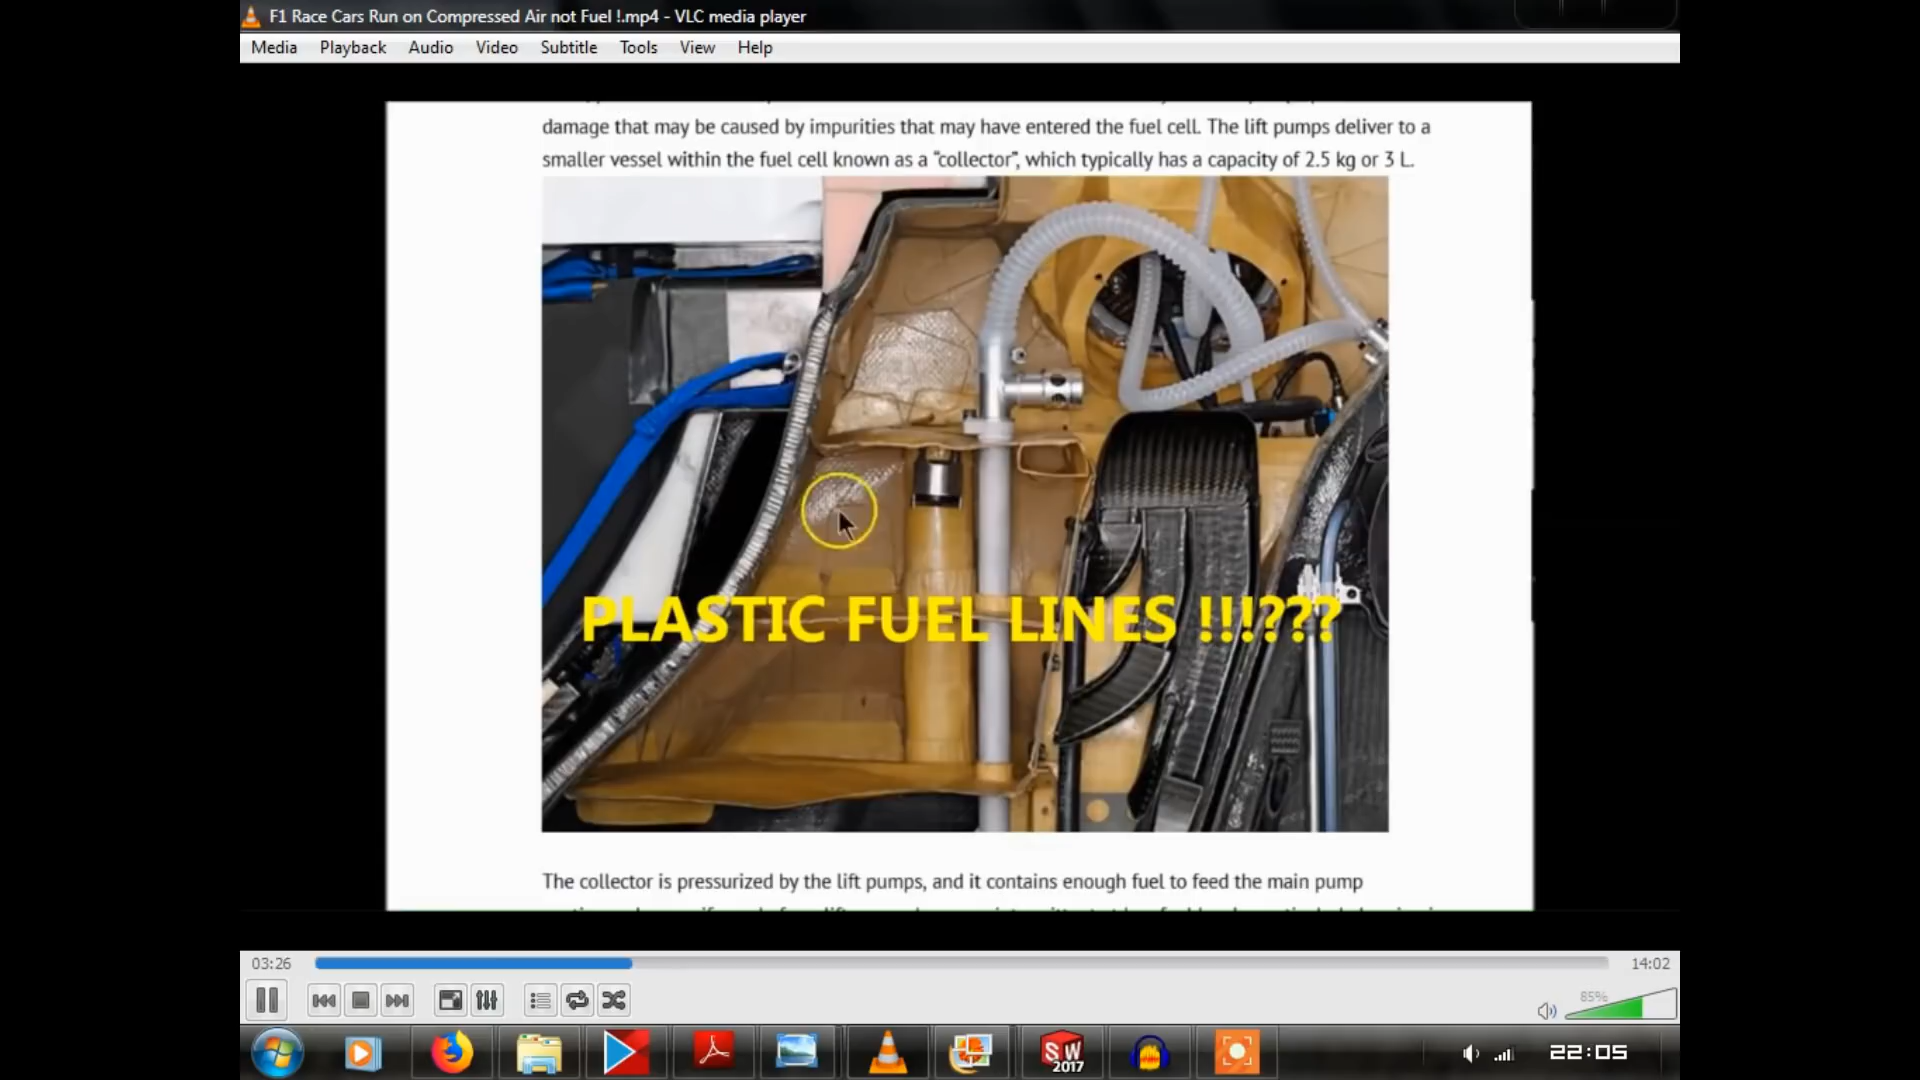 F1 Race Cars Run on Compressed Air not Fuel !.mp4 - VLC media player
Media Playback Audio Video Subtitle Tools View Help
damage that may be caused by impurities that may have entered the fuel cell. The lift pumps deliver to a
smaller vessel within the fuel cell known as a “collector”, which typically has a capacity of 2.5 kg or 3 L.
PLASTIC FUEL LINES !!!???
The collector is pressurized by the lift pumps, and it contains enough fuel to feed the main pump
03:26
14:02
85%
SW
2017
22:05